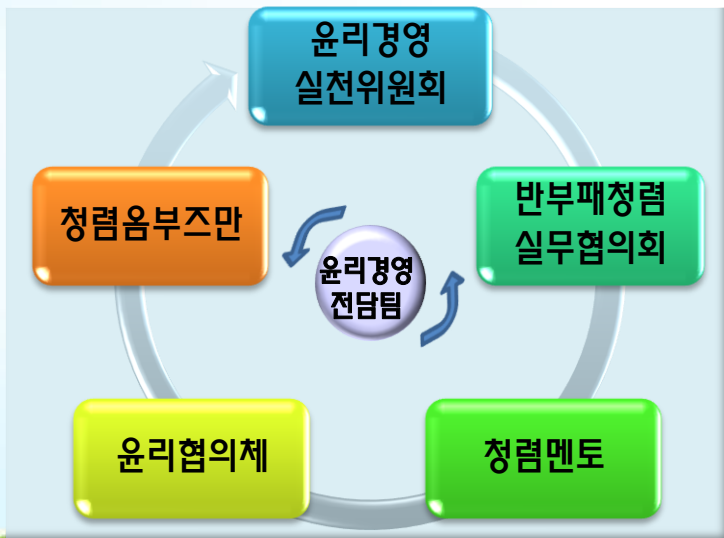 윤리경영
실천위원회
반부패청렴
실무협의회
청렴옴부즈만
윤리경영
전담팀
윤리협의체
청렴멘토